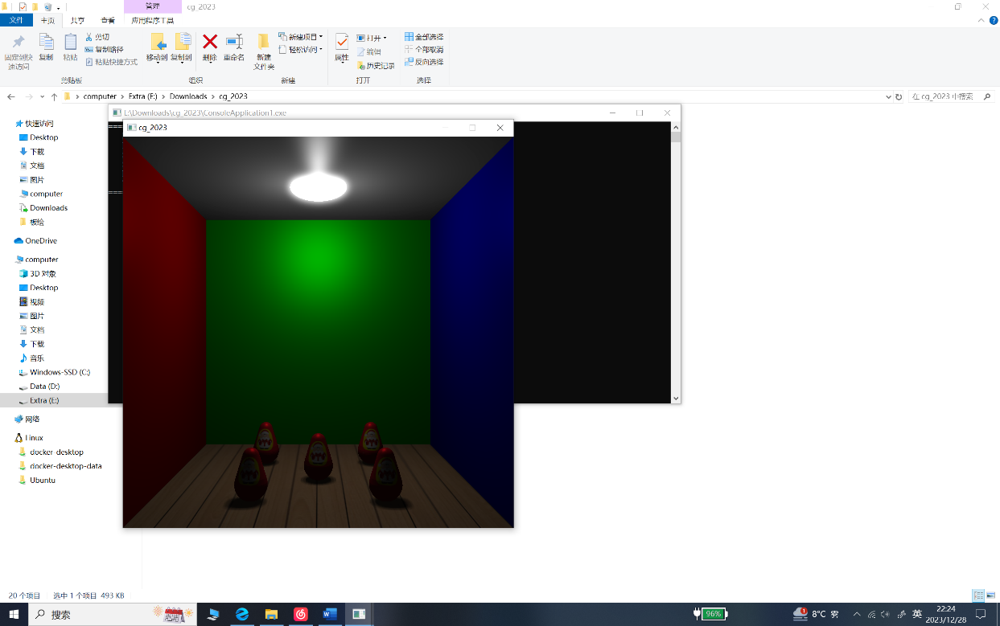 管理
cg_2023
文件
主页
共享
查看
应用程序工具
固定到快
速访问
复制
粘贴
剪切
复制路径
粘贴快捷方式
剪贴板
移动到
复制到
删除
重命名
组织
新建
文件夹
新建项目
轻松访问
新建
属性
打开
编辑
历史记录
打开
全部选择
全部取消
反向选择
选择
computer > Extra (E:) > Downloads > cg_2023
在 cg_2023 中搜索
E:\Downloads\cg_2023\ConsoleApplication1.exe
cg_2023
快速访问
Desktop
下载
文档
图片
computer
Downloads
板绘
OneDrive
computer
3D 对象
Desktop
视频
图片
文档
下载
音乐
Windows-SSD (C:)
Data (D:)
Extra (E:)
网络
Linux
docker-desktop
docker-desktop-data
Ubuntu
20 个项目
选中 1 个项目 493 KB
搜索
96%
1
8°C 雾
英
22:24
2023/12/28